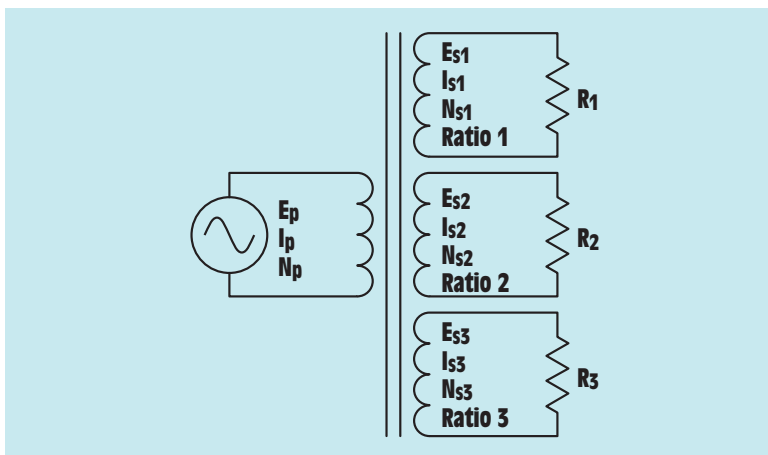 Es1
Is1
Ns1
Ratio 1
R1
Ep
Ip
Np
Es2
Is2
Ns2
Ratio 2
R2
Es3
Is3
Ns3
Ratio 3
R3